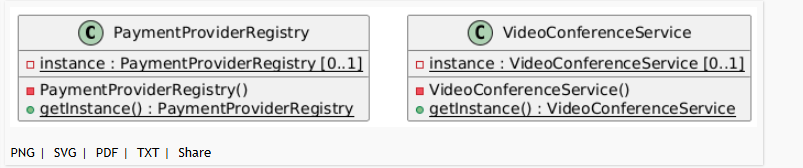 C PaymentProviderRegistry
instance : PaymentProviderRegistry [0..1]
PaymentProviderRegistry()
getInstance() : PaymentProviderRegistry
C VideoConferenceService
instance : VideoConferenceService [0..1]
VideoConferenceService()
getInstance() : VideoConferenceService
PNG | SVG | PDF | TXT | Share